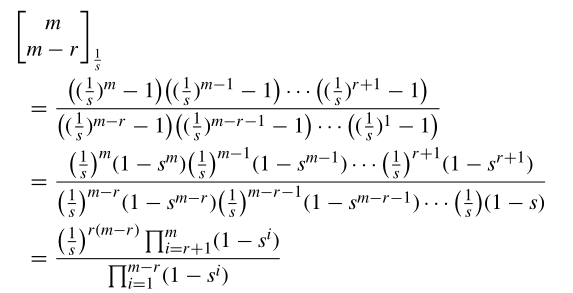 \begin{bmatrix} m \\ m-r \end{bmatrix}_{\frac{1}{s}}
= \frac{\left((\frac{1}{s})^{m}-1\right)\left((\frac{1}{s})^{m-1}-1\right)\cdots\left((\frac{1}{s})^{r+1}-1\right)}{\left((\frac{1}{s})^{m-r}-1\right)\left((\frac{1}{s})^{m-r-1}-1\right)\cdots\left((\frac{1}{s})^{1}-1\right)}
= \frac{\left(\frac{1}{s}\right)^{m}(1-s^{m})\left(\frac{1}{s}\right)^{m-1}(1-s^{m-1})\cdots\left(\frac{1}{s}\right)^{r+1}(1-s^{r+1})}{\left(\frac{1}{s}\right)^{m-r}(1-s^{m-r})\left(\frac{1}{s}\right)^{m-r-1}(1-s^{m-r-1})\cdots\left(\frac{1}{s}\right)(1-s)}
= \frac{\left(\frac{1}{s}\right)^{r(m-r)}\prod_{i=r+1}^{m}(1-s^{i})}{\prod_{i=1}^{m-r}(1-s^{i})}